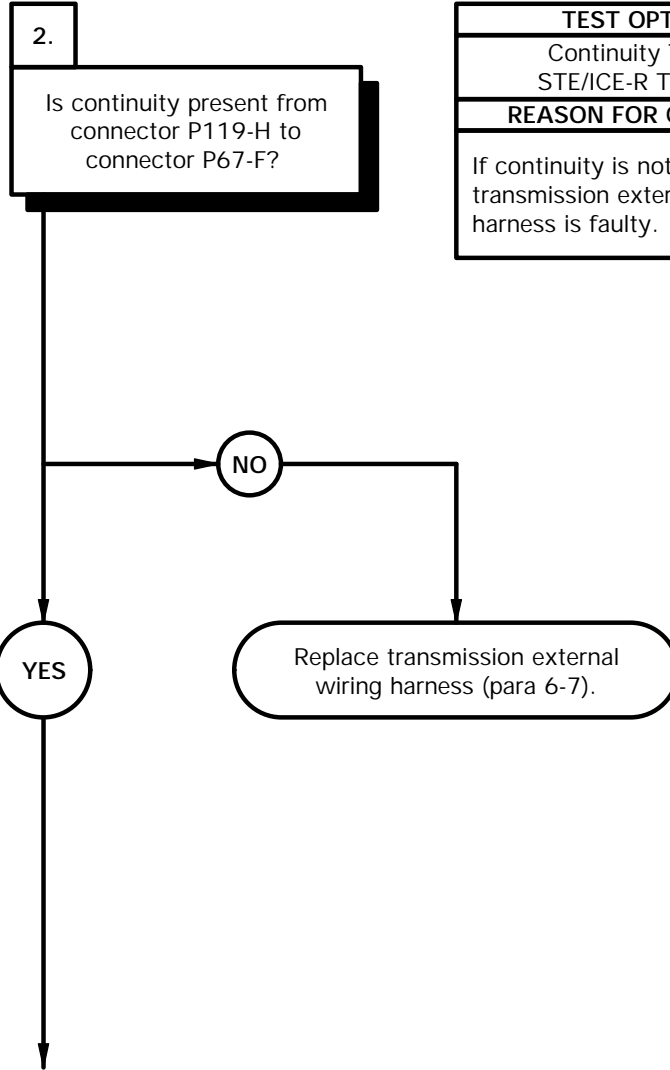 2.
Is continuity present from
connector P119-H to
connector P67-F?
TEST
Continuity
STE/ICE-R
REASON FOR
If continuity is not
transmission
harness is faulty.
NO
YES
Replace transmission external
wiring harness (para 6-7).